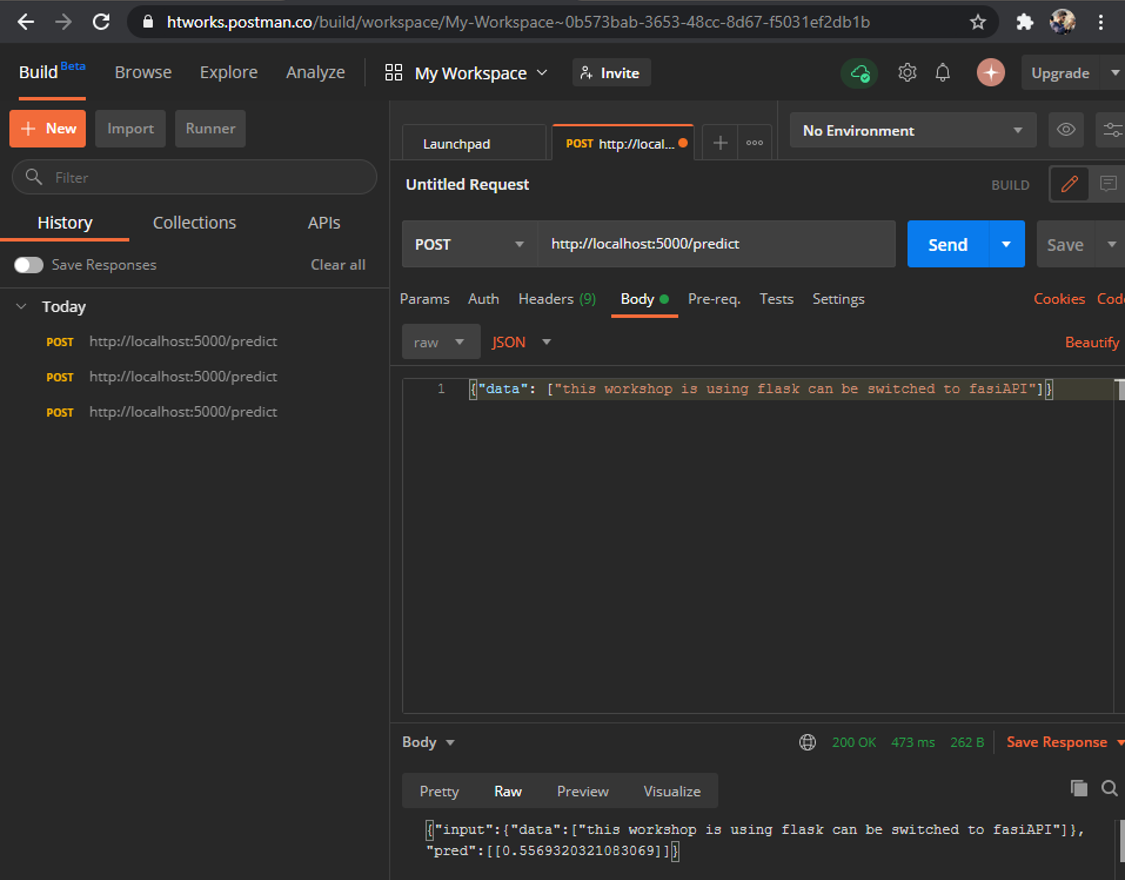 htworks.postman.co/build/workspace/My-Workspace~0b573bab-3653-48cc-8d67-f5031ef2db1b
Build Beta Browse Explore Analyze My Workspace Invite Upgrade
+ New Import Runner
Launchpad POST http://local... No Environment
Filter
Untitled Request BUILD
History Collections APIs
POST http://localhost:5000/predict Send Save
Save Responses Clear all
Params Auth Headers (9) Body Pre-req. Tests Settings Cookies Code
Today
raw JSON Beautify
POST http://localhost:5000/predict
POST http://localhost:5000/predict
POST http://localhost:5000/predict
1 {"data": ["this workshop is using flask can be switched to fasiAPI"]}
Body 200 OK 473 ms 262 B Save Response
Pretty Raw Preview Visualize
{"input":{"data":["this workshop is using flask can be switched to fasiAPI"]},
"pred":[[0.5569320321083069]]}